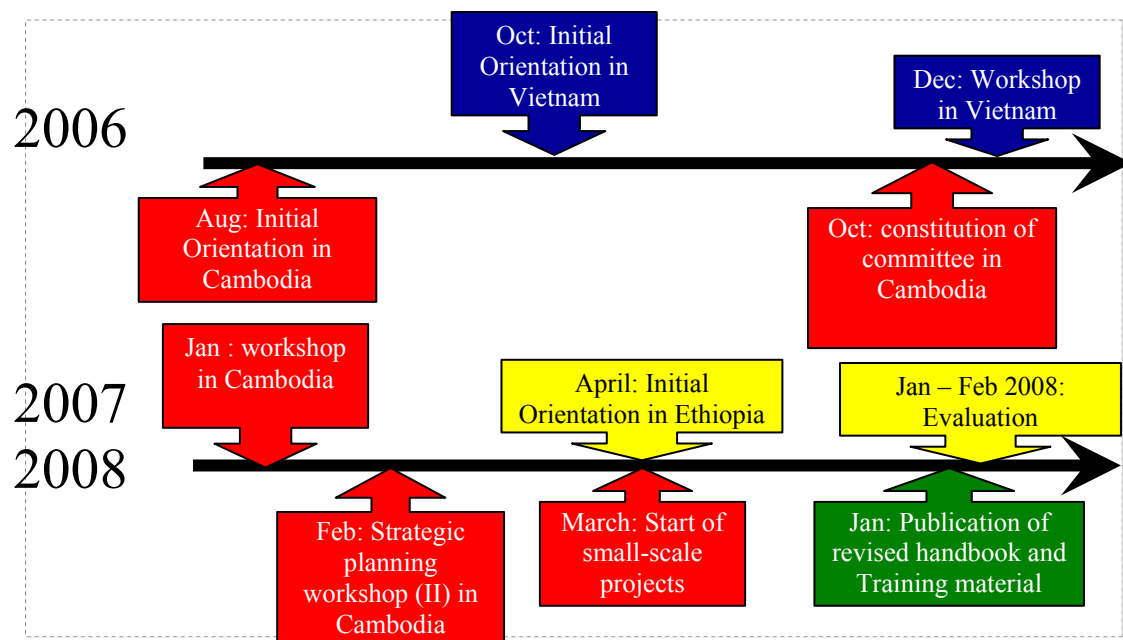 2006
Oct: Initial
Orientation in
Vietnam
Dec: Workshop
in Vietnam
Aug: Initial
Orientation in
Cambodia
Oct: constitution of
committee in
Cambodia
2007
2008
Jan : workshop
in Cambodia
April: Initial
Orientation in Ethiopia
Jan – Feb 2008:
Evaluation
Feb: Strategic
planning
workshop (II) in
Cambodia
March: Start of
small-scale
projects
Jan: Publication of
revised handbook and
Training material